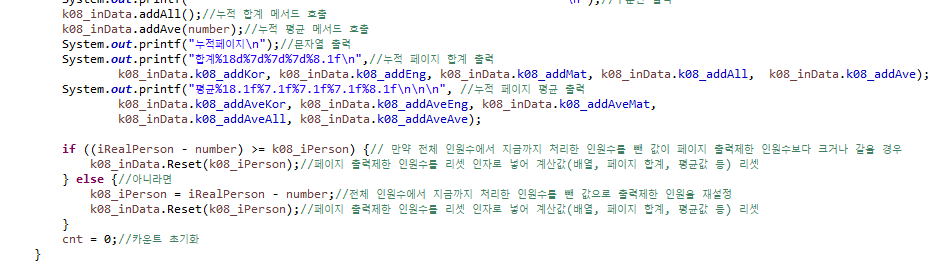 k08_inData.addAll();//누적 합계 메서드 호출
k08_inData.addAve(number);//누적 평균 메서드 호출
System.out.printf("누적페이지\n");//문자열 출력
System.out.printf("합계%18d%7d%7d%7d%8.1f\n",//누적 페이지 합계 출력
k08_inData.k08_addKor, k08_inData.k08_addEng, k08_inData.k08_addMat, k08_inData.k08_addAll,  k08_inData.k08_addAve);
System.out.printf("평균%18.1f%7.1f%7.1f%7.1f%8.1f\n\n\n", //누적 페이지 평균 출력
k08_inData.k08_addAveKor, k08_inData.k08_addAveEng, k08_inData.k08_addAveMat,
k08_inData.k08_addAveAll, k08_inData.k08_addAveAve);
if ((iRealPerson - number) >= k08_iPerson) {// 만약 전체 인원수에서 지금까지 처리한 인원수를 뺀 값이 페이지 출력제한 인원수보다 크거나 같을 경우
k08_inData.Reset(k08_iPerson);//페이지 출력제한 인원수를 리셋 인자로 넣어 계산값(배열, 페이지 합계, 평균값 등) 리셋
} else {//아니라면
k08_iPerson = iRealPerson - number;//전체 인원수에서 지금까지 처리한 인원수를 뺀 값으로 출력제한 인원을 재설정
k08_inData.Reset(k08_iPerson);//페이지 출력제한 인원수를 리셋 인자로 넣어 계산값(배열, 페이지 합계, 평균값 등) 리셋
}
cnt = 0;//카운트 초기화
}